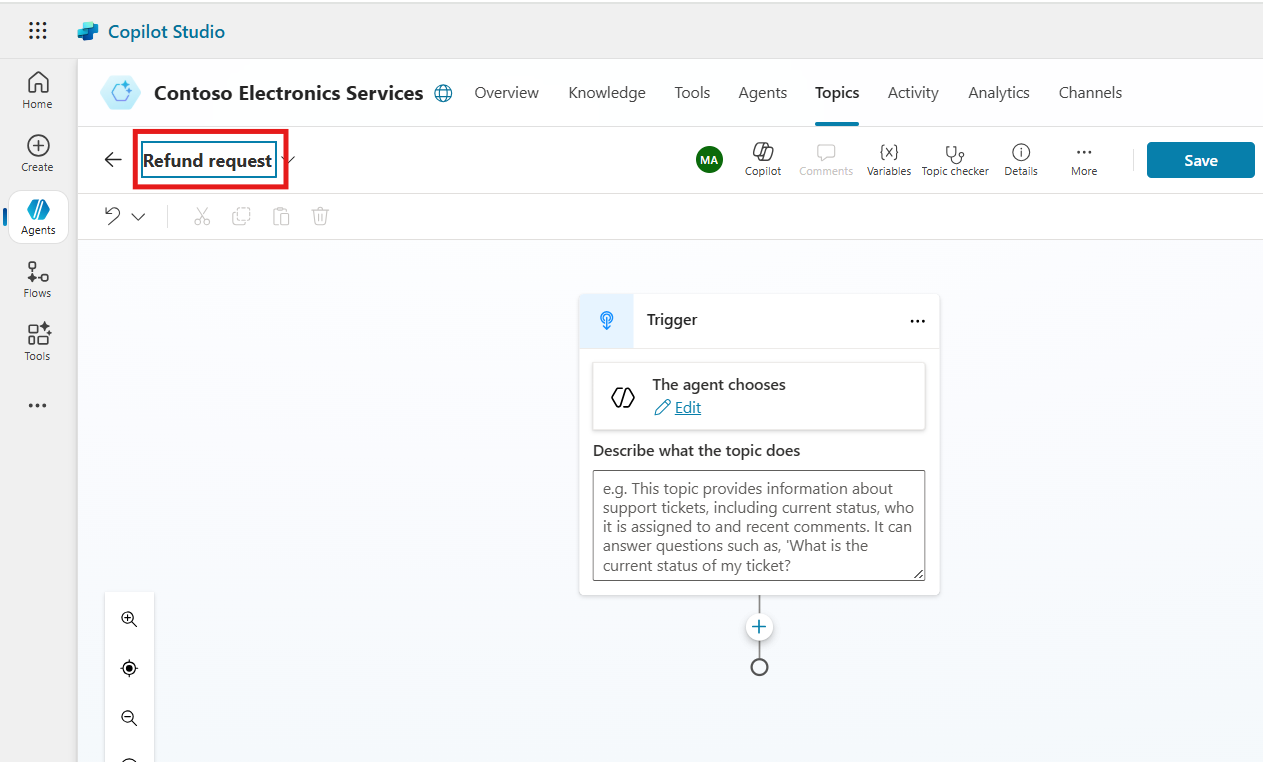 Copilot Studio
Home
Create
Agents
Flows
Tools
Contoso Electronics Services
Overview
Knowledge
Tools
Agents
Topics
Activity
Analytics
Channels
Refund request
MA
Copilot
Comments
{x}
Variables
Topic checker
Details
More
Save
Trigger
The agent chooses
Edit
Describe what the topic does
e.g. This topic provides information about
support tickets, including current status, who
it is assigned to and recent comments. It can
answer questions such as, 'What is the
current status of my ticket?